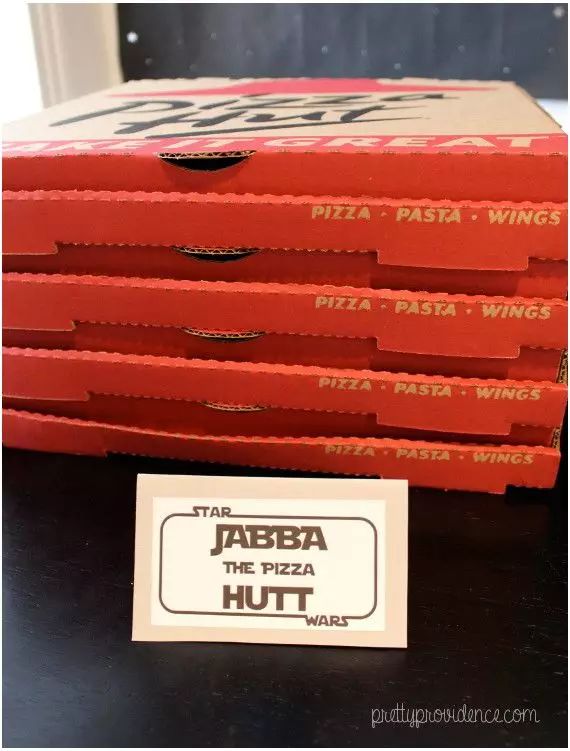 Pizza
Hut
MAKE IT GREAT
PIZZA · PASTA · WINGS
PIZZA · PASTA · WINGS
PIZZA · PASTA · WINGS
PIZZA · PASTA · WINGS
STAR
JABBA
THE PIZZA
HUTT
WARS
prettyprovidence.com